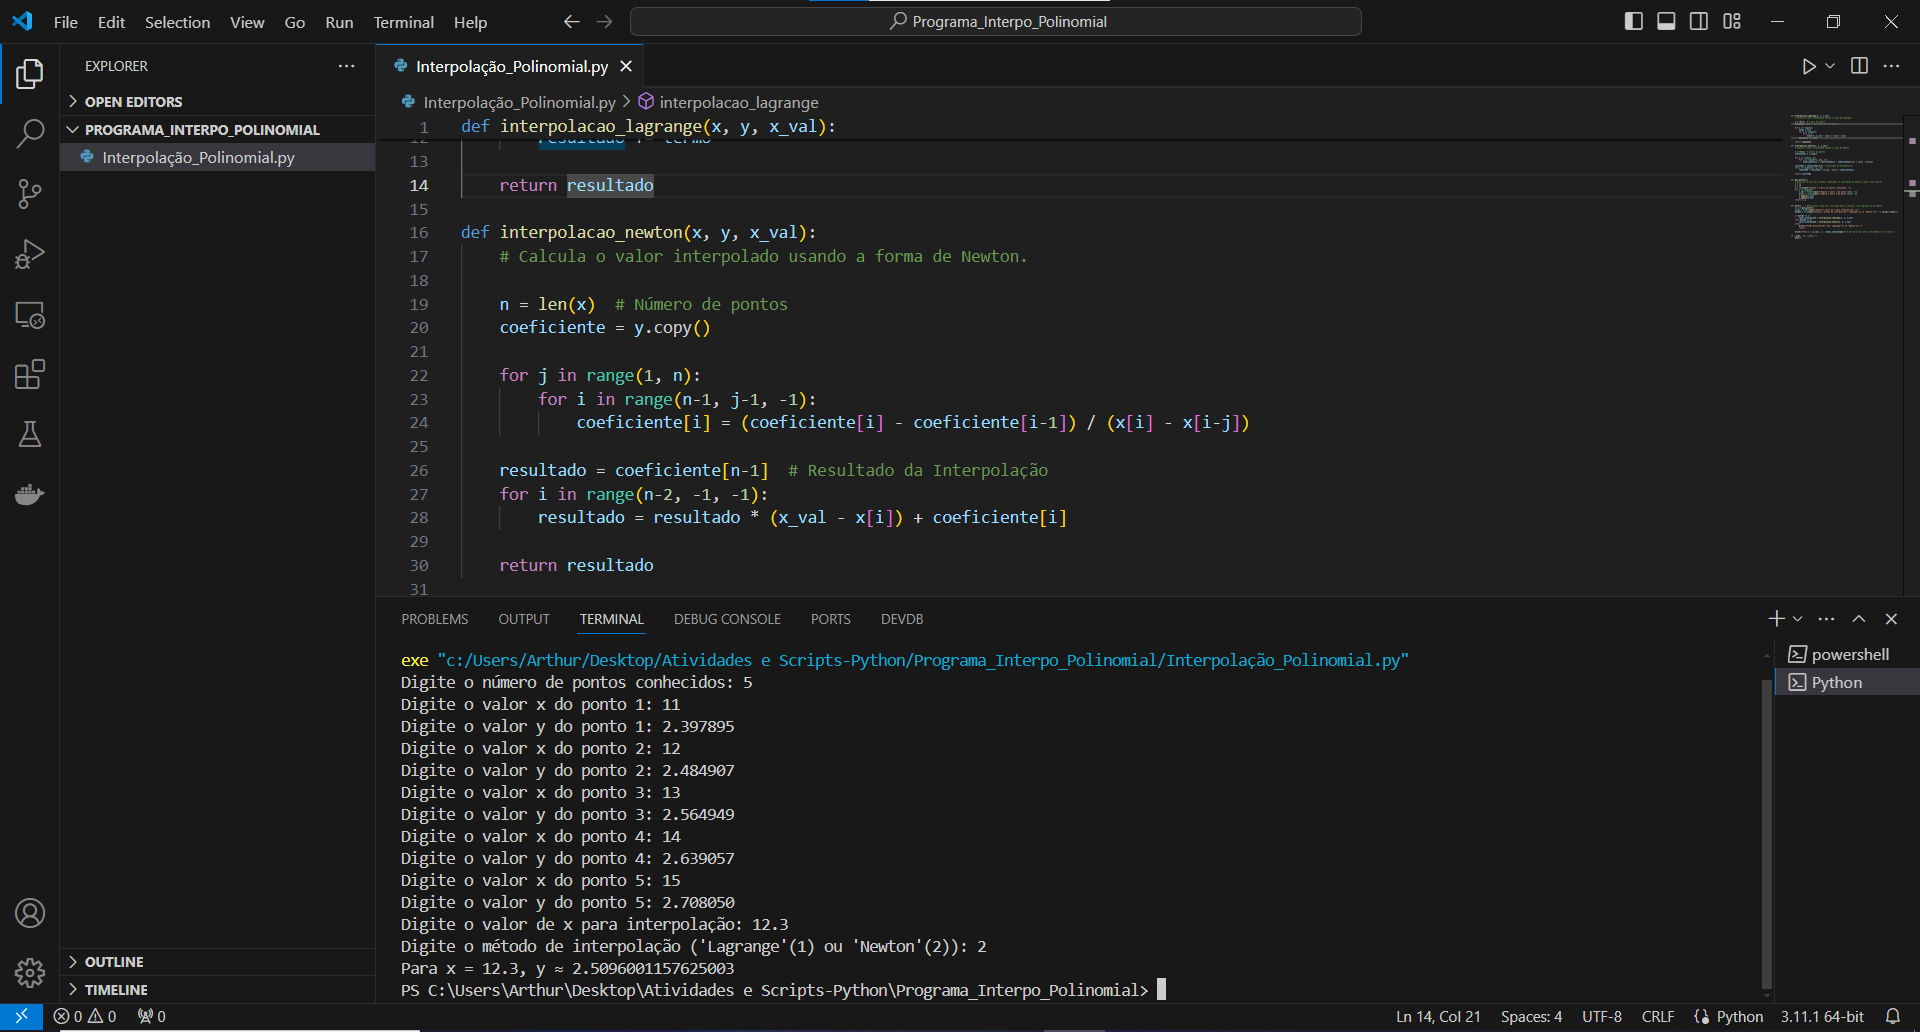 File Edit Selection View Go Run Terminal Help
Programa_Interpo_Polinomial
EXPLORER
OPEN EDITORS
PROGRAMA_INTERPO_POLINOMIAL
Interpolação_Polinomial.py
OUTLINE
TIMELINE
Interpolação_Polinomial.py
Interpolação_Polinomial.py > interpolacao_lagrange
1 def interpolacao_lagrange(x, y, x_val):
12 resultado + termo
13
14 return resultado
15
16 def interpolacao_newton(x, y, x_val):
17 # Calcula o valor interpolado usando a forma de Newton.
18
19 n = len(x) # Número de pontos
20 coeficiente = y.copy()
21
22 for j in range(1, n):
23 for i in range(n-1, j-1, -1):
24 coeficiente[i] = (coeficiente[i] - coeficiente[i-1]) / (x[i] - x[i-j])
25
26 resultado = coeficiente[n-1] # Resultado da Interpolação
27 for i in range(n-2, -1, -1):
28 resultado = resultado * (x_val - x[i]) + coeficiente[i]
29
30 return resultado
31
PROBLEMS OUTPUT TERMINAL DEBUG CONSOLE PORTS DEVDB
exe "c:/Users/Arthur/Desktop/Atividades e Scripts-Python/Programa_Interpo_Polinomial/Interpolação_Polinomial.py"
Digite o número de pontos conhecidos: 5
Digite o valor x do ponto 1: 11
Digite o valor y do ponto 1: 2.397895
Digite o valor x do ponto 2: 12
Digite o valor y do ponto 2: 2.484907
Digite o valor x do ponto 3: 13
Digite o valor y do ponto 3: 2.564949
Digite o valor x do ponto 4: 14
Digite o valor y do ponto 4: 2.639057
Digite o valor x do ponto 5: 15
Digite o valor y do ponto 5: 2.708050
Digite o valor de x para interpolação: 12.3
Digite o método de interpolação ('Lagrange'(1) ou 'Newton'(2)): 2
Para x = 12.3, y ≈ 2.5096001157625003
PS C:\Users\Arthur\Desktop\Atividades e Scripts-Python\Programa_Interpo_Polinomial>
powershell
Python
0 0 0
Ln 14, Col 21 Spaces: 4 UTF-8 CRLF Python 3.11.1 64-bit